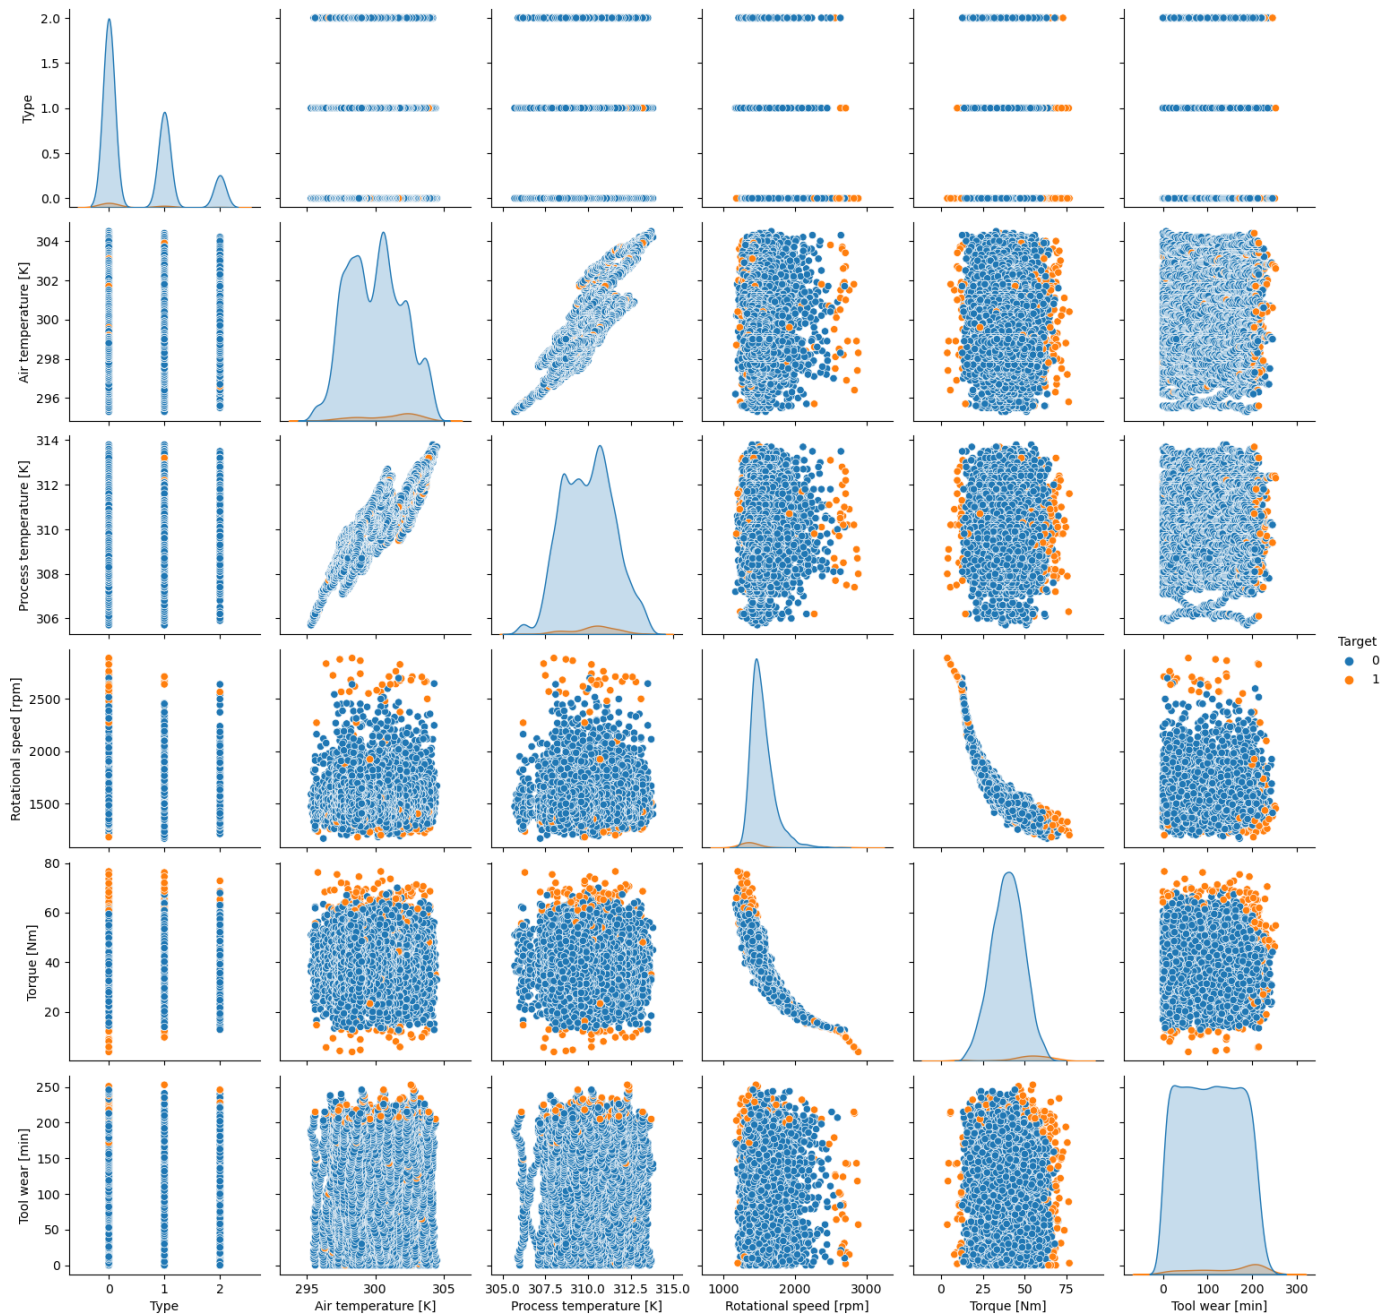 2.0
1.5
1.0
0.5
0.0
Type
304
302
300
298
296
Air temperature [K]
314
312
310
308
306
Process temperature [K]
2500
2000
1500
Rotational speed [rpm]
80
60
40
20
Torque [Nm]
250
200
150
100
50
0
Tool wear [min]
0 1 2
Type
295 300
Air temperature [K]
305.0 307.5 310.0 312.5 315.0
Process temperature [K]
1000 2000 3000
Rotational speed [rpm]
0 25 50 75
Torque [Nm]
0 100 200 300
Tool wear [min]
Target
0
1